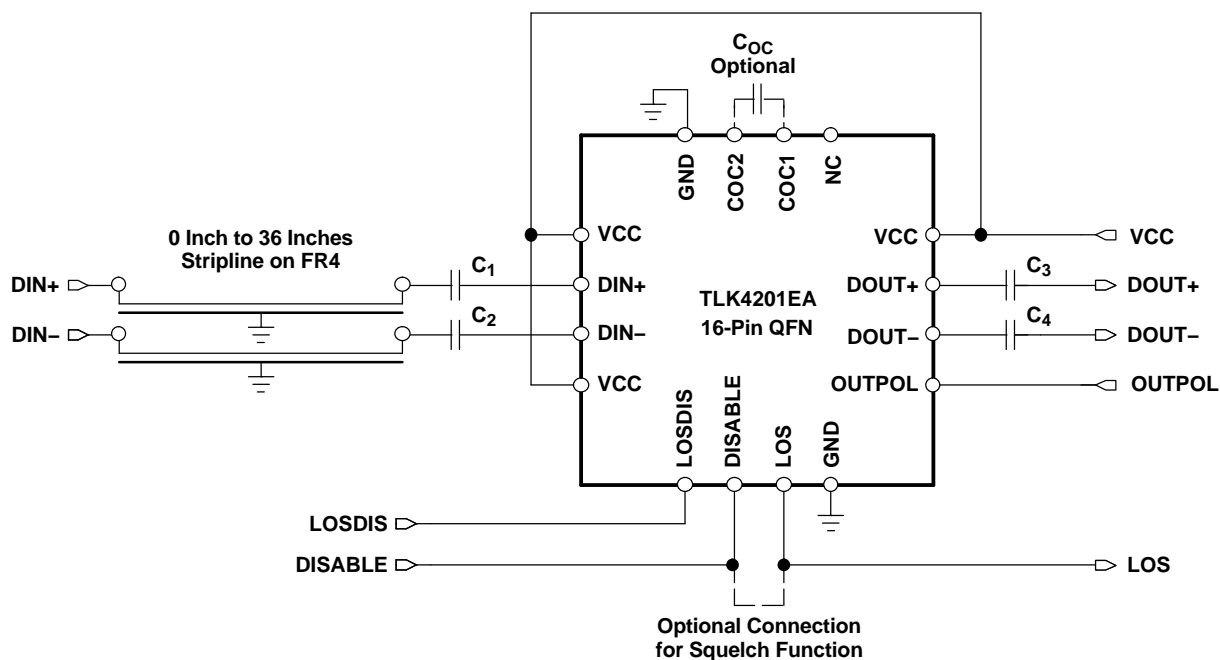 COC
Optional
GND
COC2
COC1
NC
0 Inch to 36 Inches
Stripline on FR4
VCC
VCC
VCC
DIN+
C1
DIN+
TLK4201EA
DOUT+
C3
DOUT+
DIN–
C2
DIN–
16-Pin QFN
DOUT–
C4
DOUT–
VCC
OUTPOL
OUTPOL
LOSDIS
DISABLE
LOS
GND
LOSDIS
DISABLE
LOS
Optional Connection
for Squelch Function